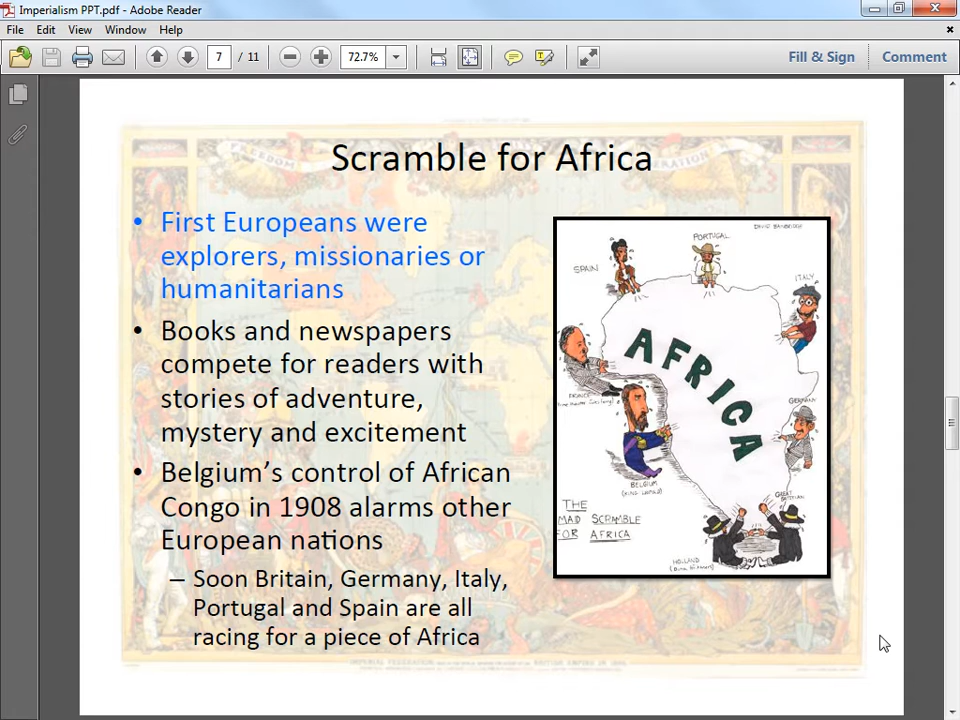 Imperialism PPT.pdf - Adobe Reader
File Edit View Window Help
7 / 11 72.7% Fill & Sign Comment
Scramble for Africa
• First Europeans were
explorers, missionaries or
humanitarians
• Books and newspapers
compete for readers with
stories of adventure,
mystery and excitement
• Belgium’s control of African
Congo in 1908 alarms other
European nations
– Soon Britain, Germany, Italy,
Portugal and Spain are all
racing for a piece of Africa
PORTUGAL
SPAIN
ITALY
AFRICA
FRANCE
GERMANY
BELGIUM
(KING LEOPOLD)
GREAT
BRITAIN
THE
MAD SCRAMBLE
FOR AFRICA
HOLLAND